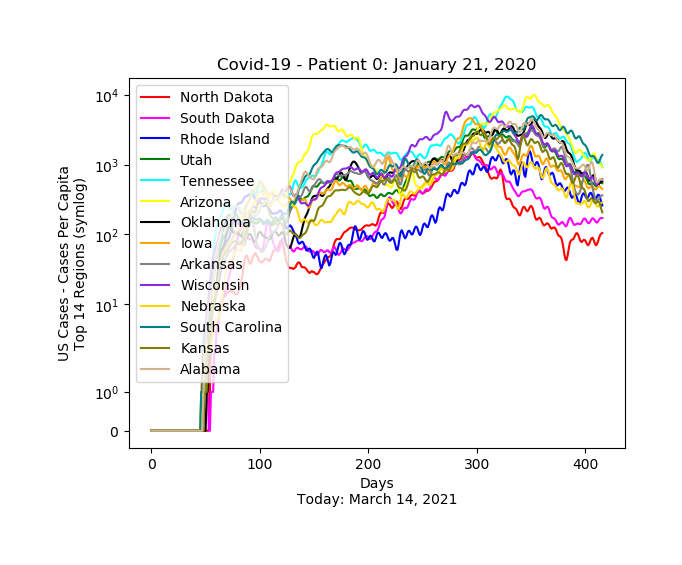 Covid-19 - Patient 0: January 21, 2020
US Cases - Cases Per Capita
Top 14 Regions (symlog)
10⁴
10³
10²
10¹
10⁰
0
North Dakota
South Dakota
Rhode Island
Utah
Tennessee
Arizona
Oklahoma
Iowa
Arkansas
Wisconsin
Nebraska
South Carolina
Kansas
Alabama
0 100 200 300 400
Days
Today: March 14, 2021